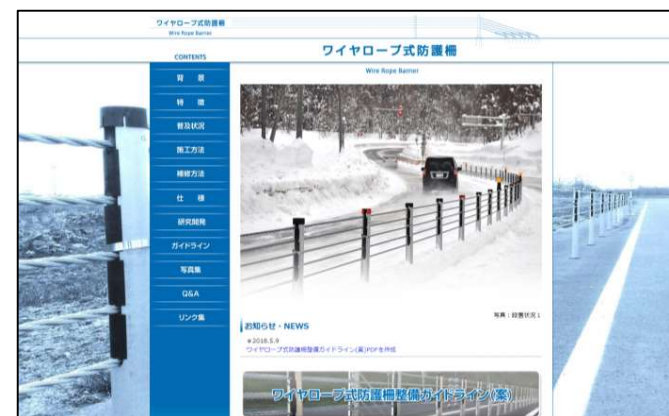 ワイヤロープ式防護柵
Wire Rope Barrier
CONTENTS
背 景
特 徴
普及状況
施工方法
補修方法
仕 様
研究開発
ガイドライン
写真集
Q&A
リンク集
ワイヤロープ式防護柵
Wire Rope Barrier
写真：設置状況1
お知らせ・NEWS
※2018.5.9
ワイヤロープ式防護柵整備ガイドライン(案)PDFを作成
ワイヤロープ式防護柵整備ガイドライン(案)